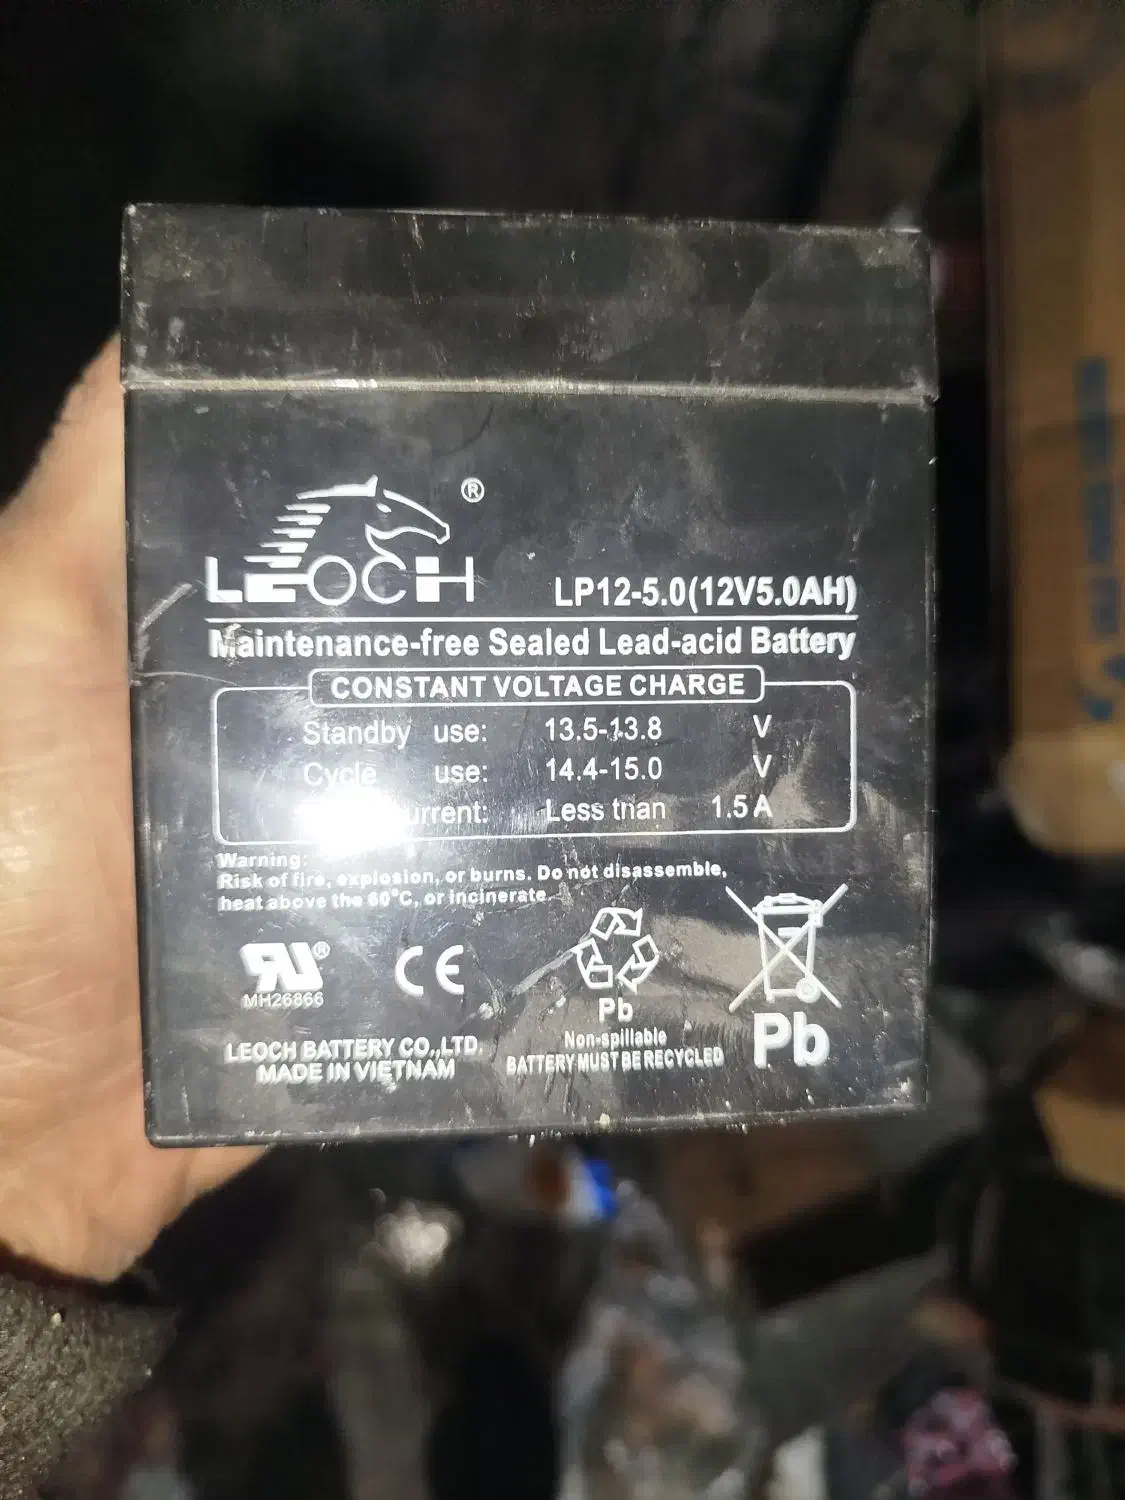 LEOCH ®
LP12-5.0(12V5.0AH)
Maintenance-free Sealed Lead-acid Battery
CONSTANT VOLTAGE CHARGE
Standby use: 13.5-13.8 V
Cycle use: 14.4-15.0 V
Less than 1.5A
Warning:
Risk of fire, explosion, or burns. Do not disassemble,
heat above the 60°C, or incinerate.
RU ®
MH26866
CE
Pb
Non-spillable
BATTERY MUST BE RECYCLED
Pb
LEOCH BATTERY CO.,LTD.
MADE IN VIETNAM